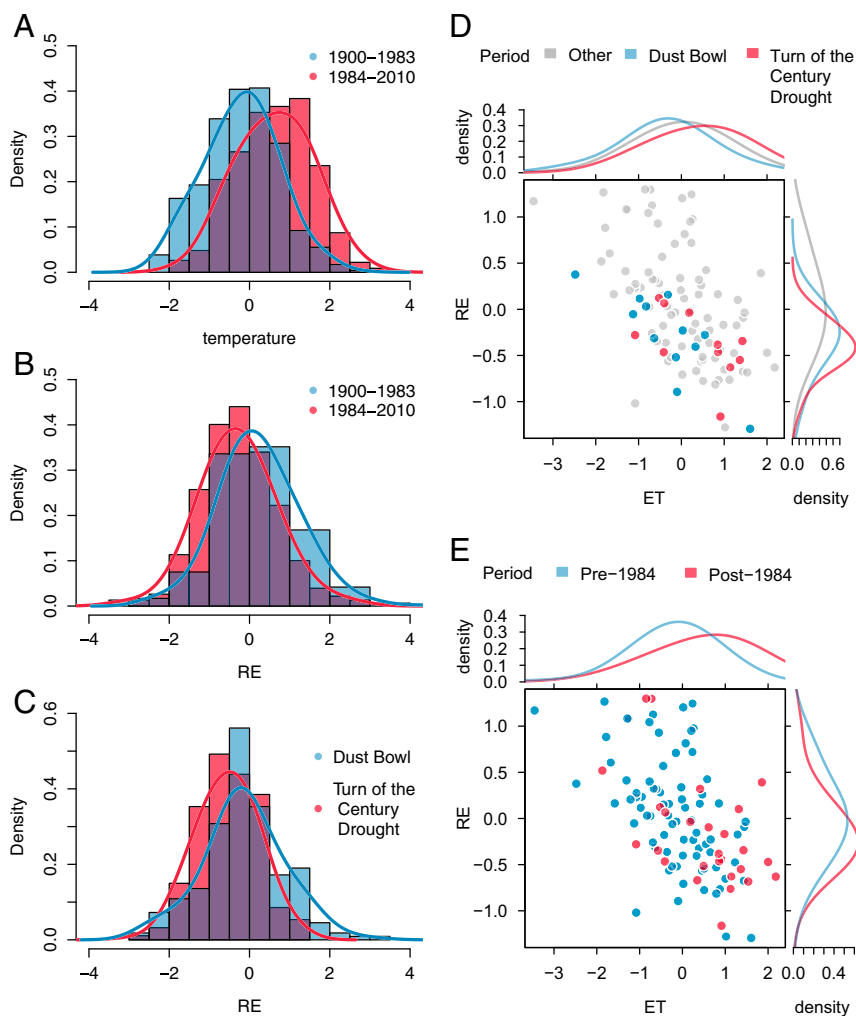 A
0.5
0.4
0.3
0.2
0.1
0.0
Density
1900−1983
1984−2010
−4 −2 0 2 4
temperature
B
0.5
0.4
0.3
0.2
0.1
0.0
Density
1900−1983
1984−2010
−4 −2 0 2 4
RE
C
0.6
0.4
0.2
0.0
Density
Dust Bowl
Turn of the
Century
Drought
−4 −2 0 2 4
RE
D
Period Other Dust Bowl Turn of the
Century
Drought
0.4
0.3
0.2
0.1
0.0
density
1.0
0.5
0.0
−0.5
−1.0
RE
−3 −2 −1 0 1 2
ET
0.0 0.6
density
E
Period Pre−1984 Post−1984
0.4
0.3
0.2
0.1
0.0
density
1.0
0.5
0.0
−0.5
−1.0
RE
−3 −2 −1 0 1 2
ET
0.0 0.4
density